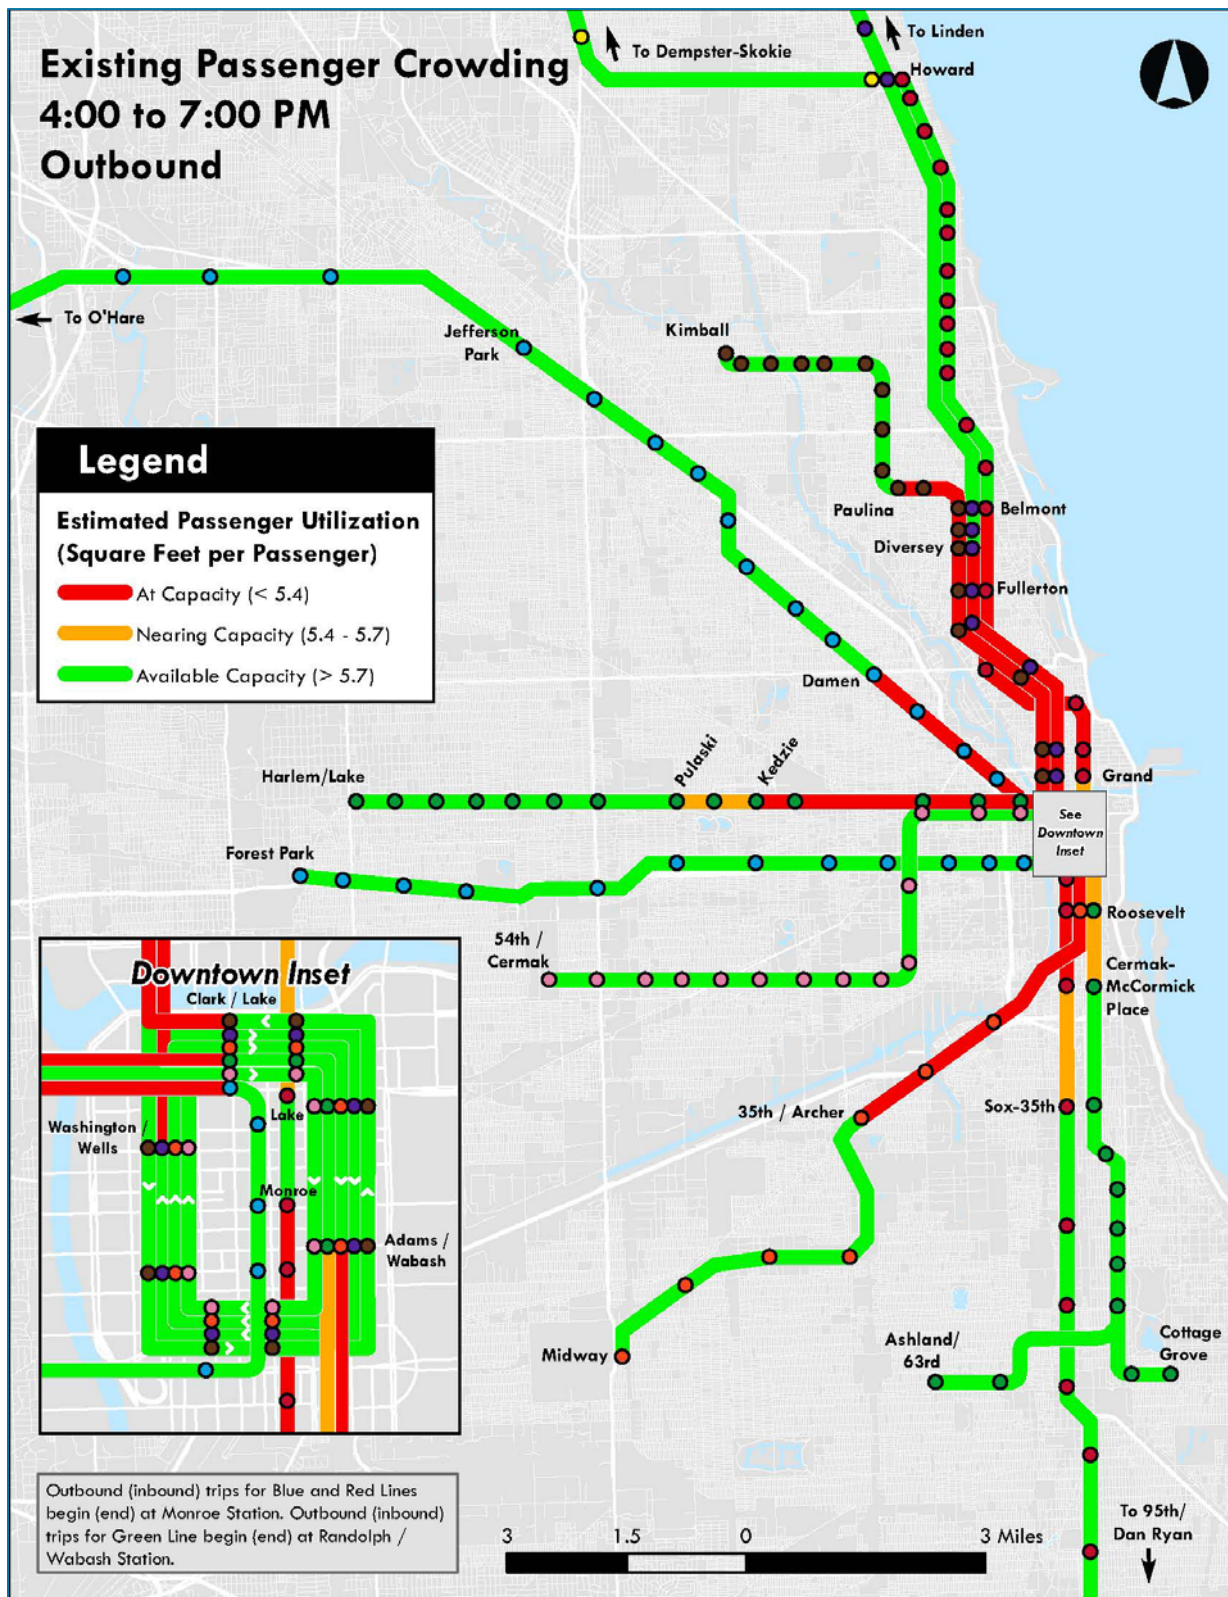 Existing Passenger Crowding
4:00 to 7:00 PM
Outbound
To Dempster-Skokie
To Linden
Howard
To O'Hare
Jefferson
Park
Kimball
Legend
Estimated Passenger Utilization
(Square Feet per Passenger)
At Capacity (< 5.4)
Nearing Capacity (5.4 - 5.7)
Available Capacity (> 5.7)
Paulina
Belmont
Diversey
Fullerton
Damen
Harlem/Lake
Pulaski
Kedzie
Grand
See
Downtown
Inset
Forest Park
Roosevelt
54th /
Cermak
Cermak-
McCormick
Place
35th / Archer
Sox-35th
Midway
Ashland/
63rd
Cottage
Grove
To 95th/
Dan Ryan
Downtown Inset
Clark / Lake
Lake
Washington /
Wells
Monroe
Adams /
Wabash
Outbound (inbound) trips for Blue and Red Lines
begin (end) at Monroe Station. Outbound (inbound)
trips for Green Line begin (end) at Randolph /
Wabash Station.
3 1.5 0 3 Miles